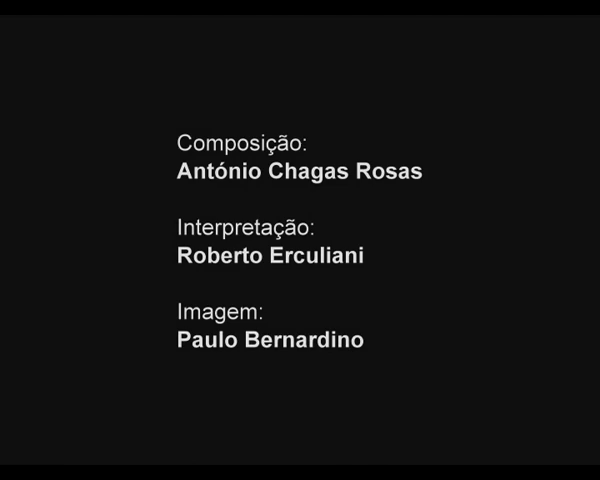 Composição:
António Chagas Rosas
Interpretação:
Roberto Erculiani
Imagem:
Paulo Bernardino